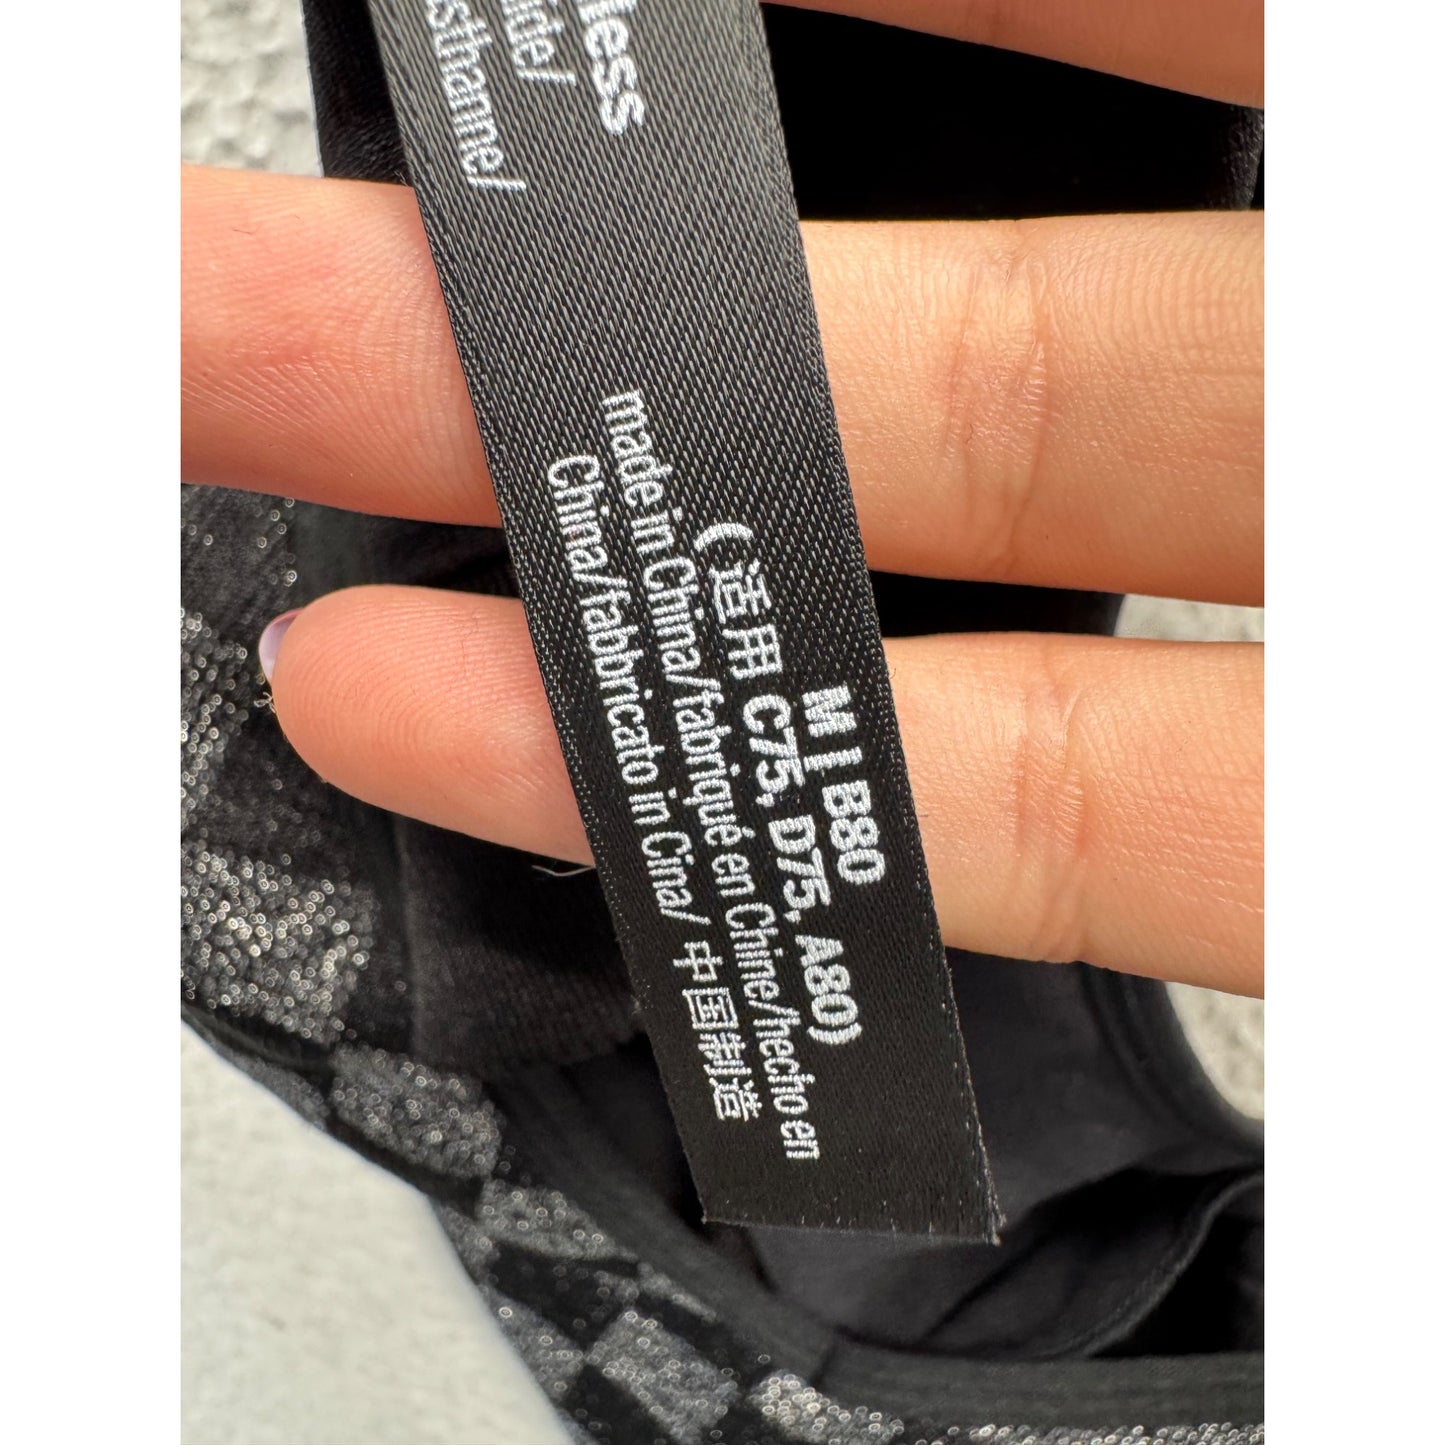 M | B80
(适用 C75, D75, A80)
made in China/fabriqué en Chine/hecho en
China/fabbricato in Cina/ 中国制造